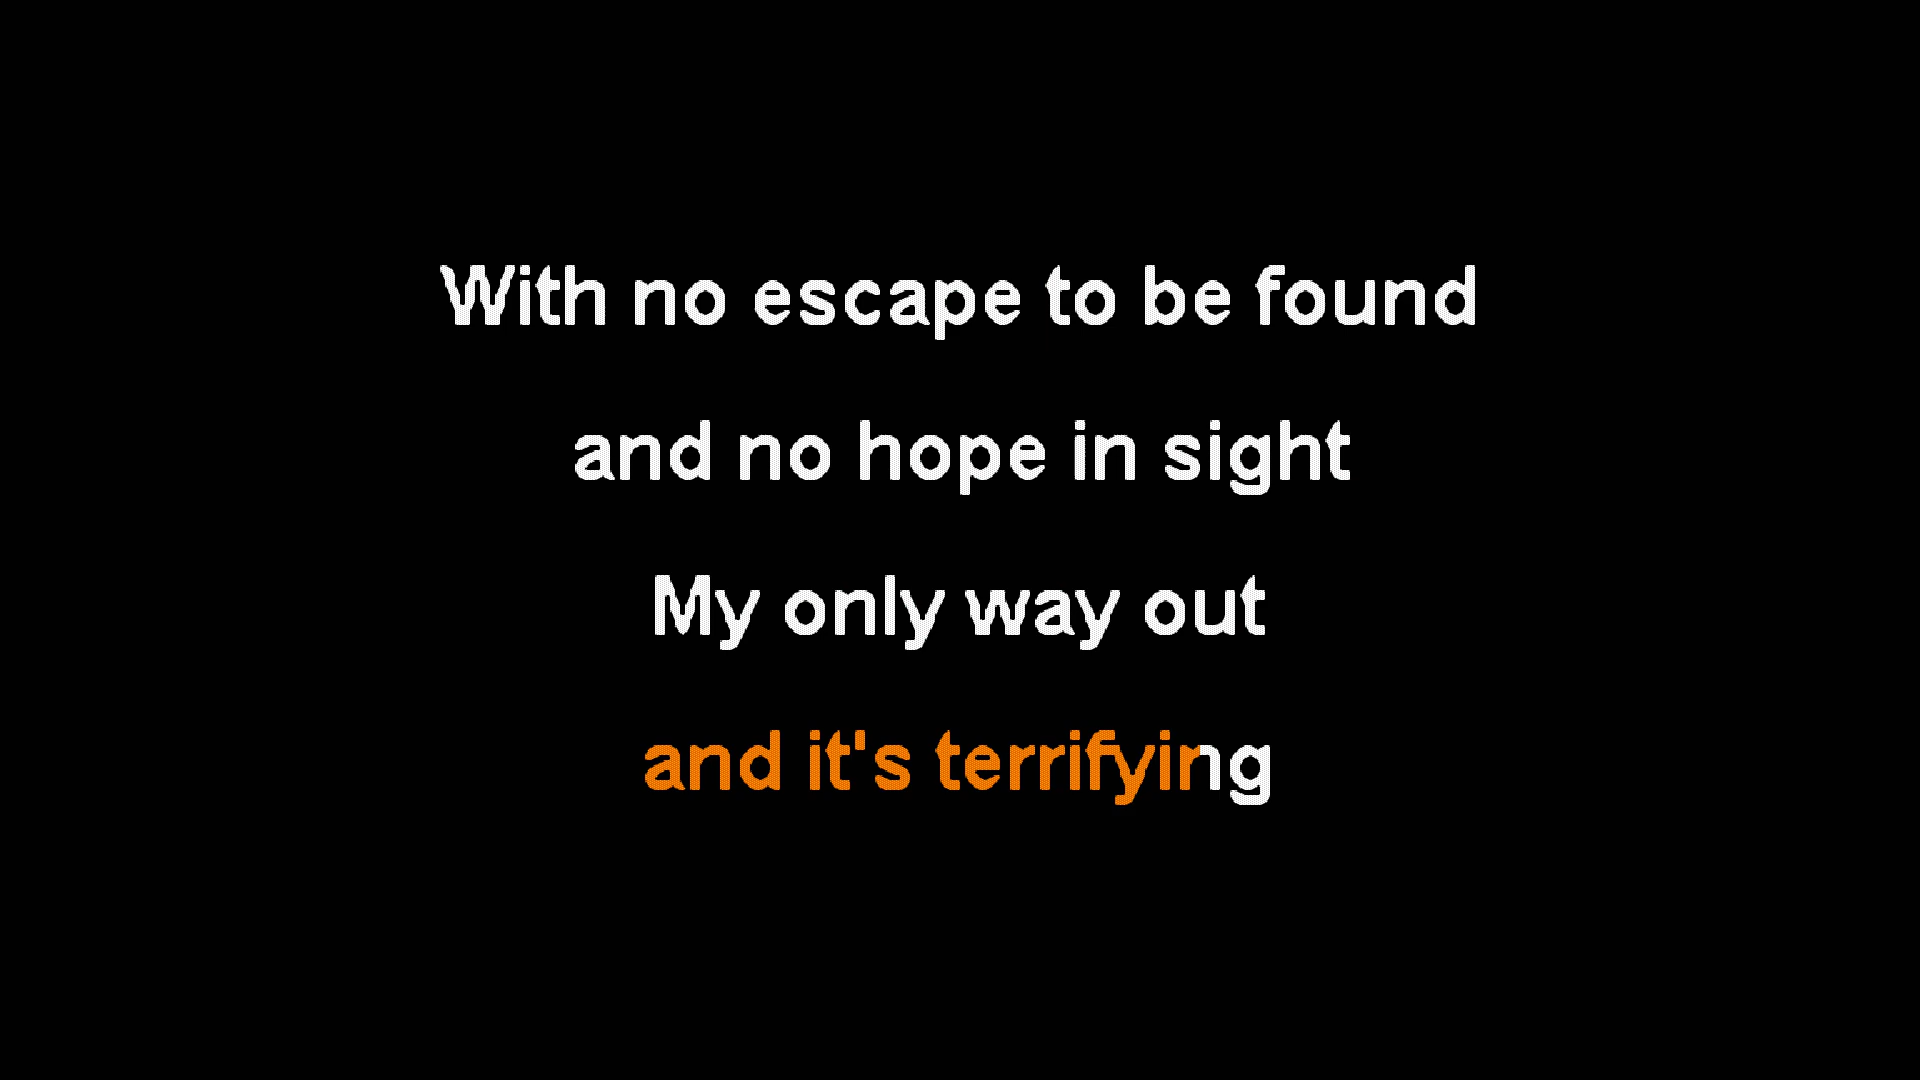 With no escape to be found
and no hope in sight
My only way out
and it's terrifying